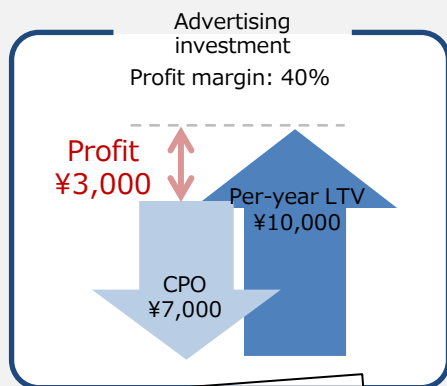 Advertising
investment
Profit margin: 40%
Profit
¥3,000
Per-year LTV
¥10,000
CPO
¥7,000